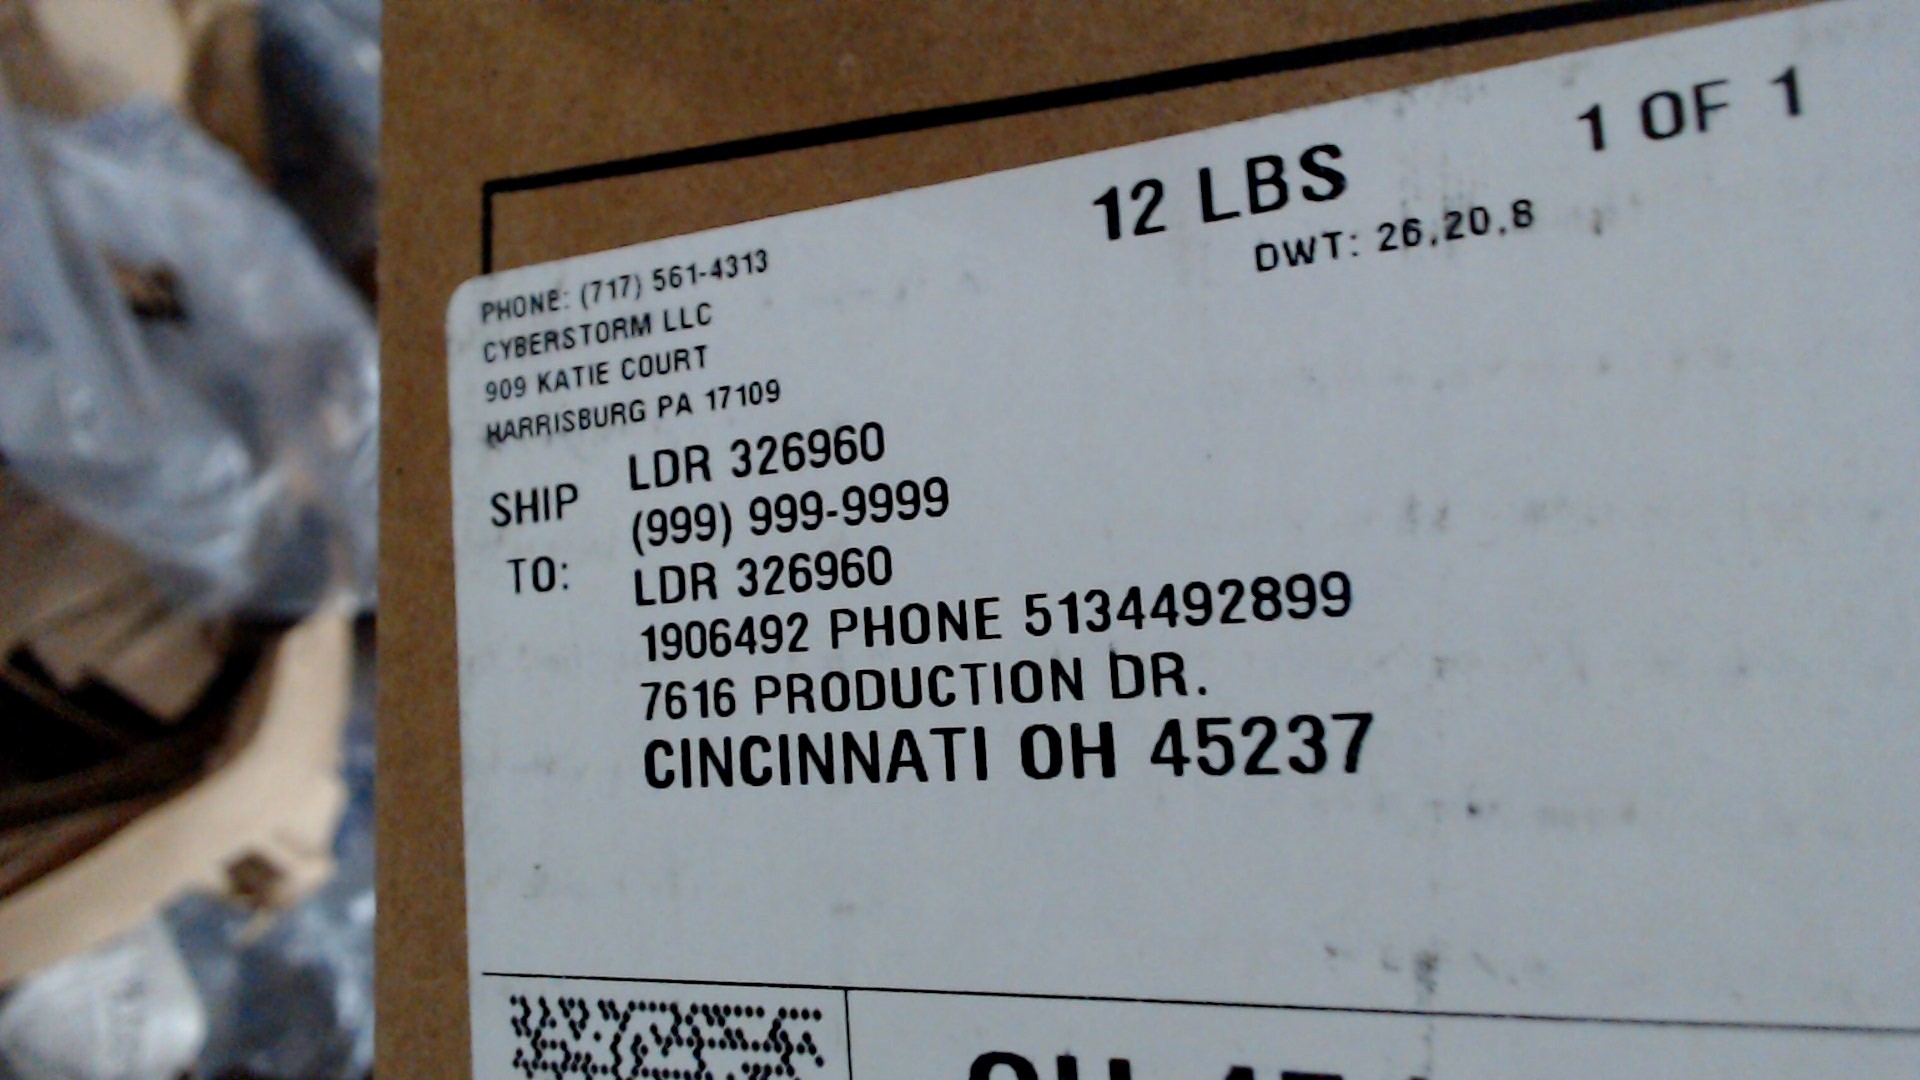 12 LBS
1 OF 1
DWT: 26,20,8
PHONE: (717) 561-4313
CYBERSTORM LLC
909 KATIE COURT
HARRISBURG PA 17109
SHIP TO:
LDR 326960
(999) 999-9999
LDR 326960
1906492 PHONE 5134492899
7616 PRODUCTION DR.
CINCINNATI OH 45237